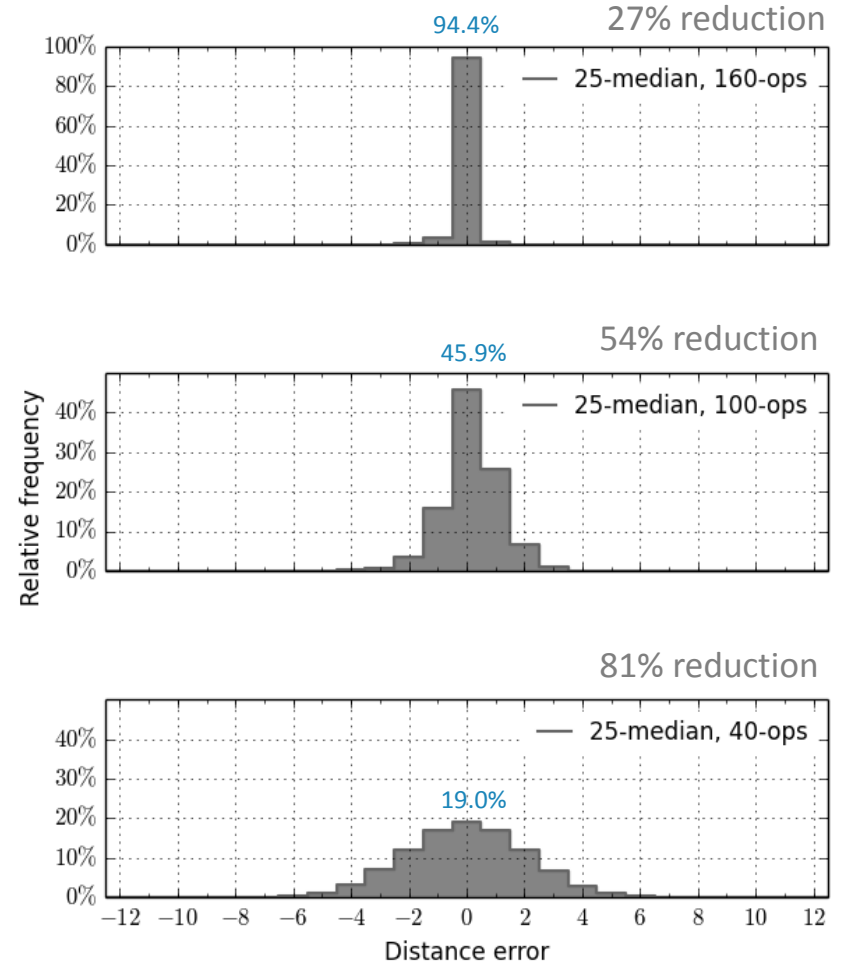 27% reduction
94.4%
100%
25-median, 160-ops
80%
60%
40%
20%
0%
54% reduction
45.9%
25-median, 100-ops
40%
30%
20%
10%
0%
Relative frequency
81% reduction
25-median, 40-ops
40%
30%
19.0%
20%
10%
0%
−12 −10 −8 −6 −4 −2 0 2 4 6 8 10 12
Distance error